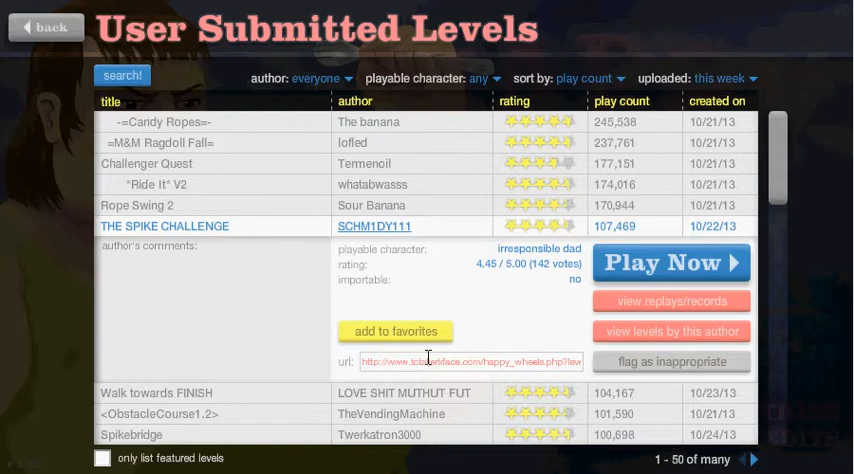 back
User Submitted Levels
search!
author: everyone playable character: any sort by: play count uploaded: this week
title author rating play count created on
-=Candy Ropes=- The banana 245,538 10/21/13
=M&M Ragdoll Fall= lofled 237,761 10/21/13
Challenger Quest Termenoil 177,151 10/21/13
*Ride It* V2 whatabwasss 174,016 10/21/13
Rope Swing 2 Sour Banana 170,944 10/21/13
THE SPIKE CHALLENGE SCHM1DY111 107,469 10/22/13
author's comments:
playable character: irresponsible dad
rating: 4.45 / 5.00 (142 votes)
importable: no
Play Now
view replays/records
add to favorites
view levels by this author
url:
flag as inappropriate
Walk towards FINISH LOVE SHIT MUTHUT FUT 104,167 10/23/13
<ObstacleCourse1.2> TheVendingMachine 101,590 10/21/13
Spikebridge Twerkatron3000 100,698 10/24/13
only list featured levels
1 - 50 of many